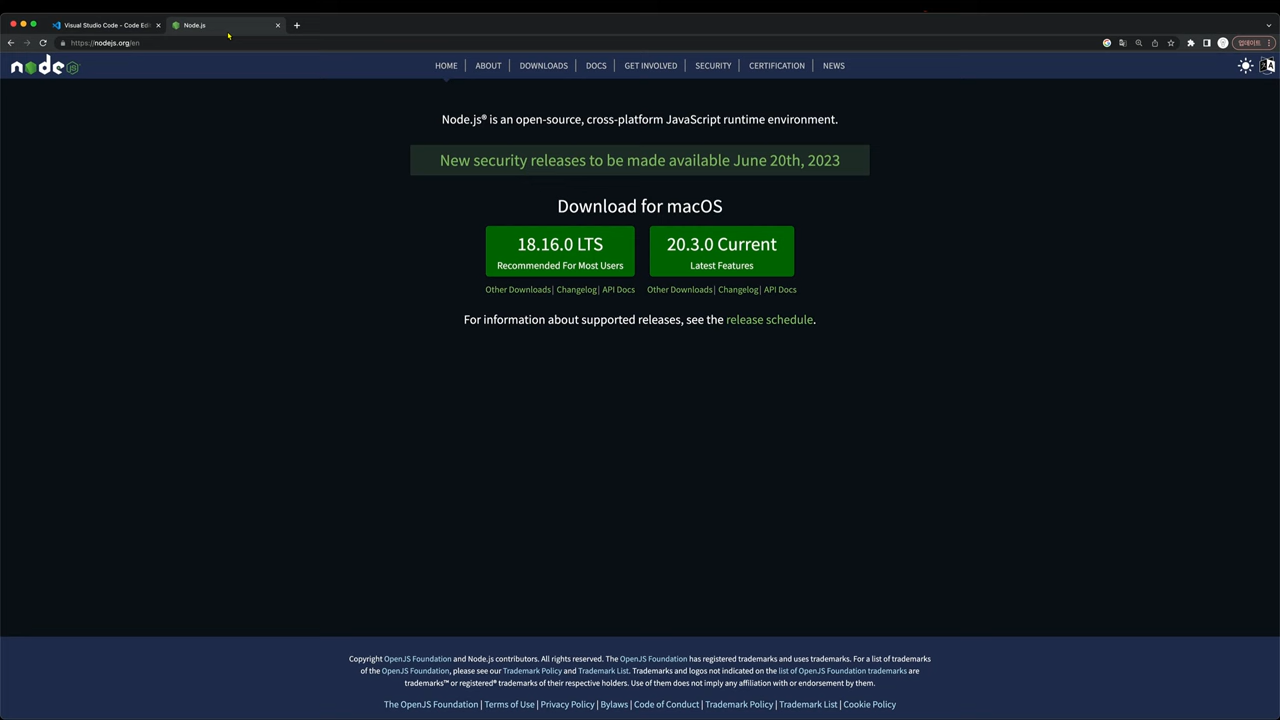 Visual Studio Code - Code Edi
Node.js
https://nodejs.org/en
업데이트
node
JS
HOME | ABOUT | DOWNLOADS | DOCS | GET INVOLVED | SECURITY | CERTIFICATION | NEWS
Node.js® is an open-source, cross-platform JavaScript runtime environment.
New security releases to be made available June 20th, 2023
Download for macOS
18.16.0 LTS
Recommended For Most Users
20.3.0 Current
Latest Features
Other Downloads | Changelog | API Docs
Other Downloads | Changelog | API Docs
For information about supported releases, see the release schedule.
Copyright OpenJS Foundation and Node.js contributors. All rights reserved. The OpenJS Foundation has registered trademarks and uses trademarks. For a list of trademarks
of the OpenJS Foundation, please see our Trademark Policy and Trademark List. Trademarks and logos not indicated on the list of OpenJS Foundation trademarks are
trademarks™ or registered® trademarks of their respective holders. Use of them does not imply any affiliation with or endorsement by them.
The OpenJS Foundation | Terms of Use | Privacy Policy | Bylaws | Code of Conduct | Trademark Policy | Trademark List | Cookie Policy